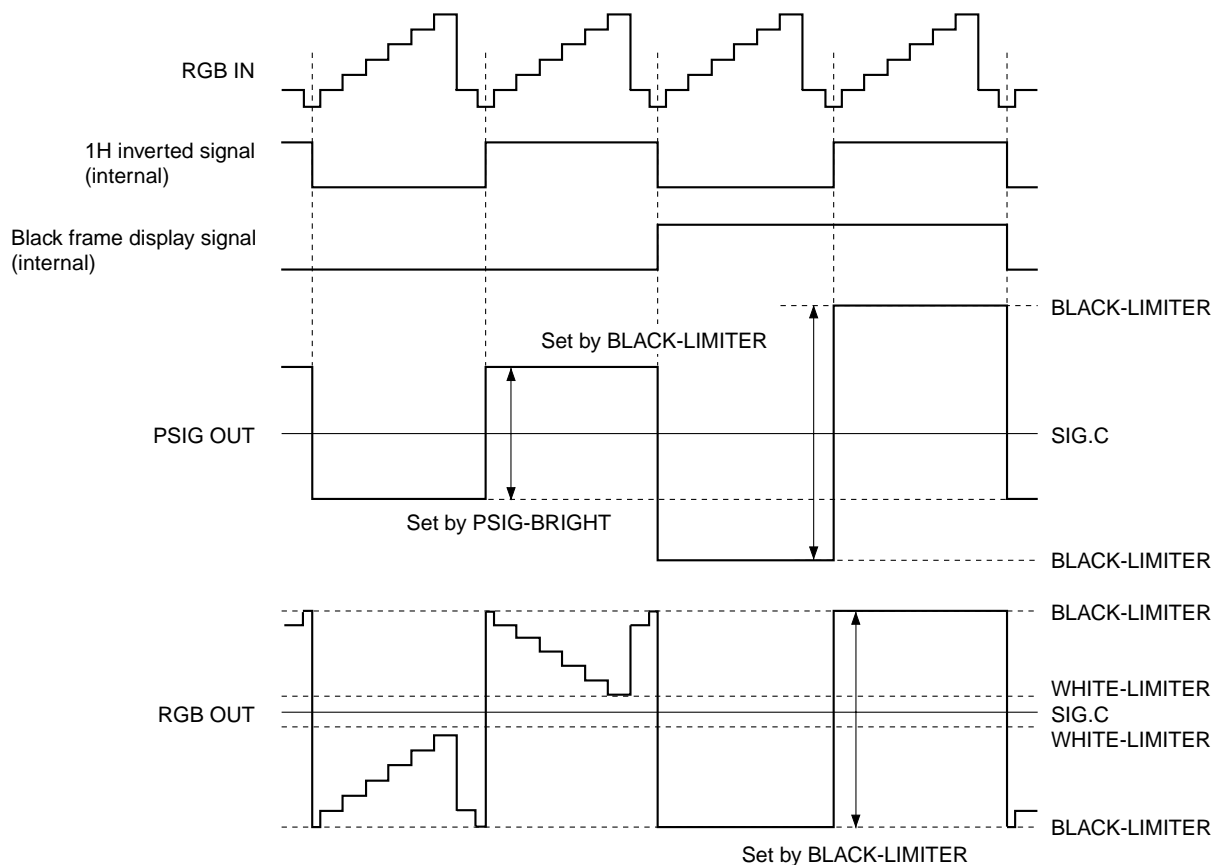 RGB IN
1H inverted signal
(internal)
Black frame display signal
(internal)
BLACK-LIMITER
Set by BLACK-LIMITER
PSIG OUT
SIG.C
Set by PSIG-BRIGHT
BLACK-LIMITER
BLACK-LIMITER
WHITE-LIMITER
RGB OUT
SIG.C
WHITE-LIMITER
BLACK-LIMITER
Set by BLACK-LIMITER